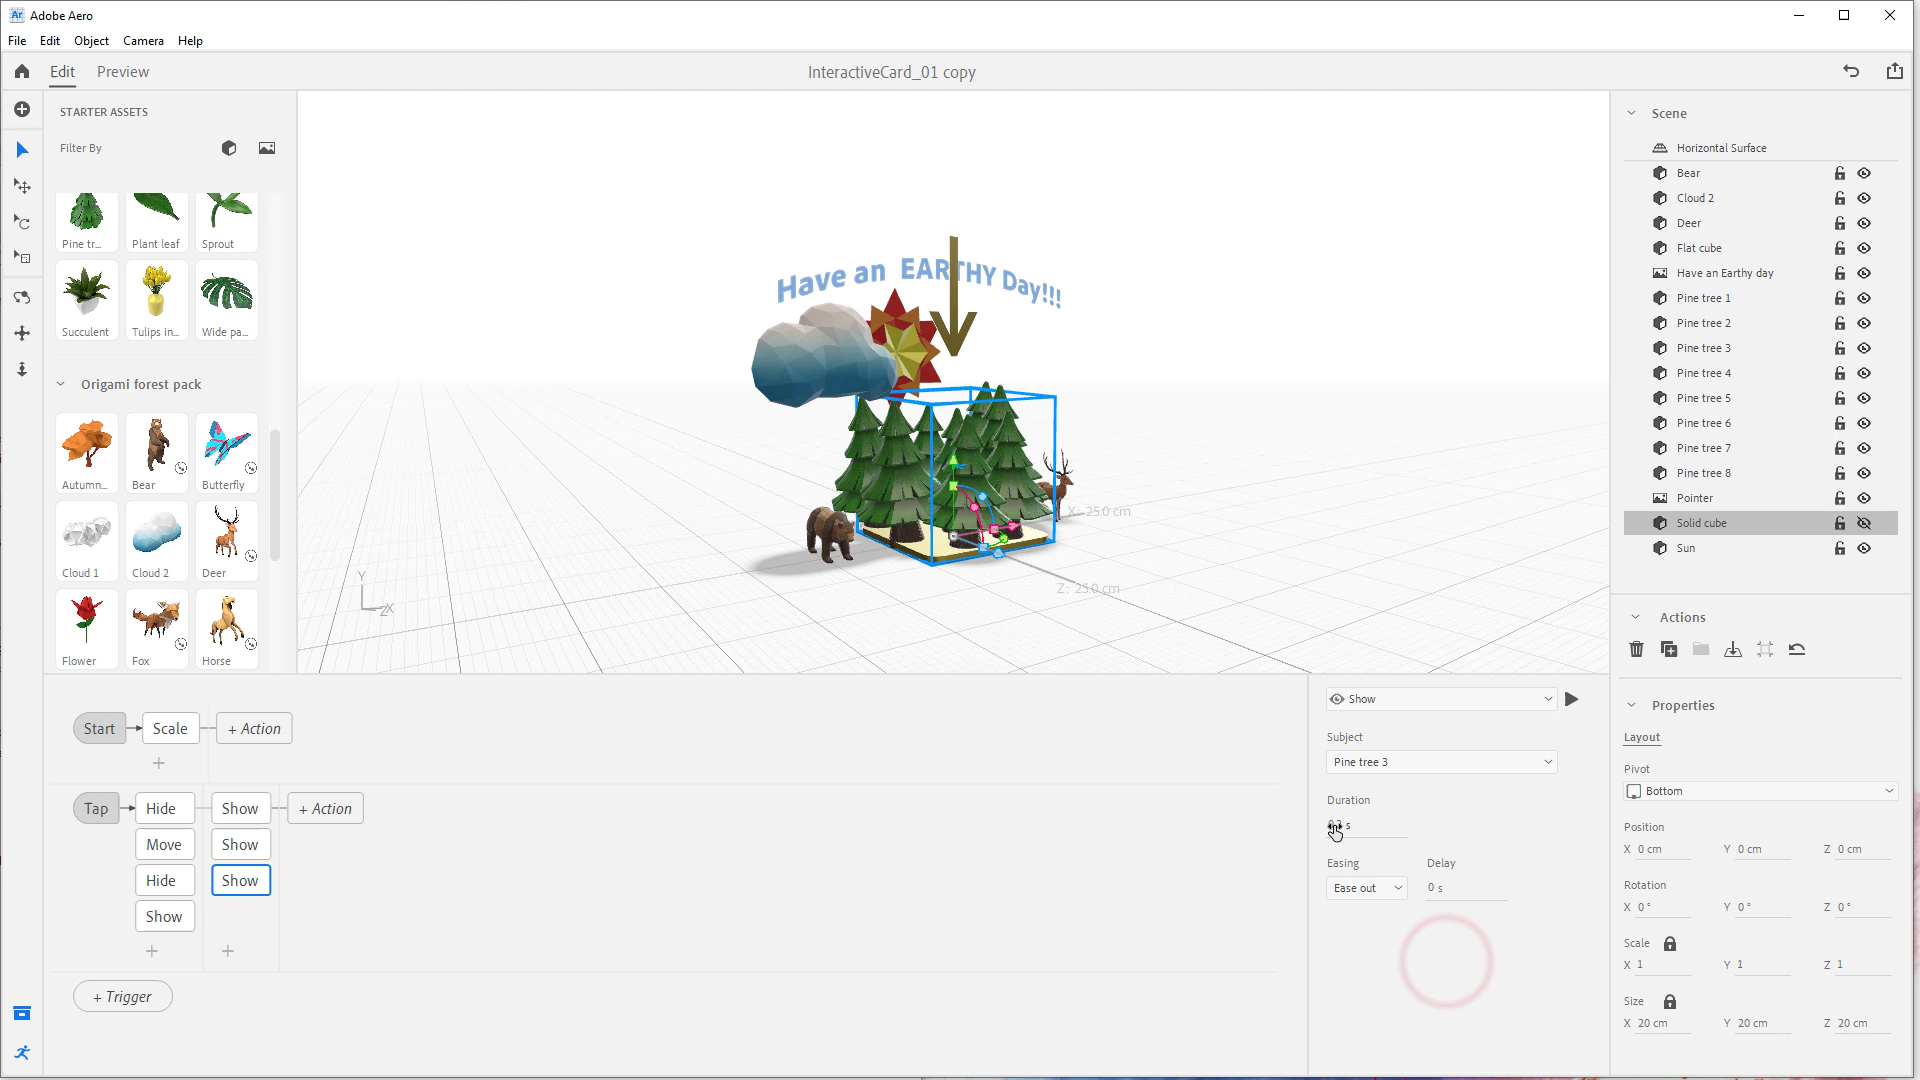 Ar Adobe Aero
File Edit Object Camera Help
Edit Preview InteractiveCard_01 copy
STARTER ASSETS
Filter By
Pine tr... Plant leaf Sprout
Succulent Tulips in... Wide pa...
Origami forest pack
Autumn... Bear Butterfly
Cloud 1 Cloud 2 Deer
Flower Fox Horse
Have an EARTHY Day!!!
X: 25.0 cm
Z: 25.0 cm
Y
Z X
Scene
Horizontal Surface
Bear
Cloud 2
Deer
Flat cube
Have an Earthy day
Pine tree 1
Pine tree 2
Pine tree 3
Pine tree 4
Pine tree 5
Pine tree 6
Pine tree 7
Pine tree 8
Pointer
Solid cube
Sun
Actions
Properties
Layout
Pivot
Bottom
Position
X 0 cm Y 0 cm Z 0 cm
Rotation
X 0° Y 0° Z 0°
Scale
X 1 Y 1 Z 1
Size
X 20 cm Y 20 cm Z 20 cm
Start Scale + Action
+
Tap Hide Show + Action
Move Show
Hide Show
Show
+ +
+ Trigger
Show
Subject
Pine tree 3
Duration
s
Easing Delay
Ease out 0 s